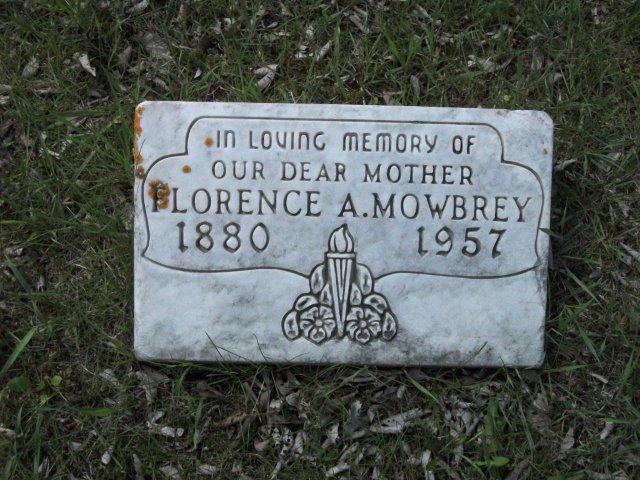 IN LOVING MEMORY OF
OUR DEAR MOTHER
FLORENCE A. MOWBREY
1880 1957